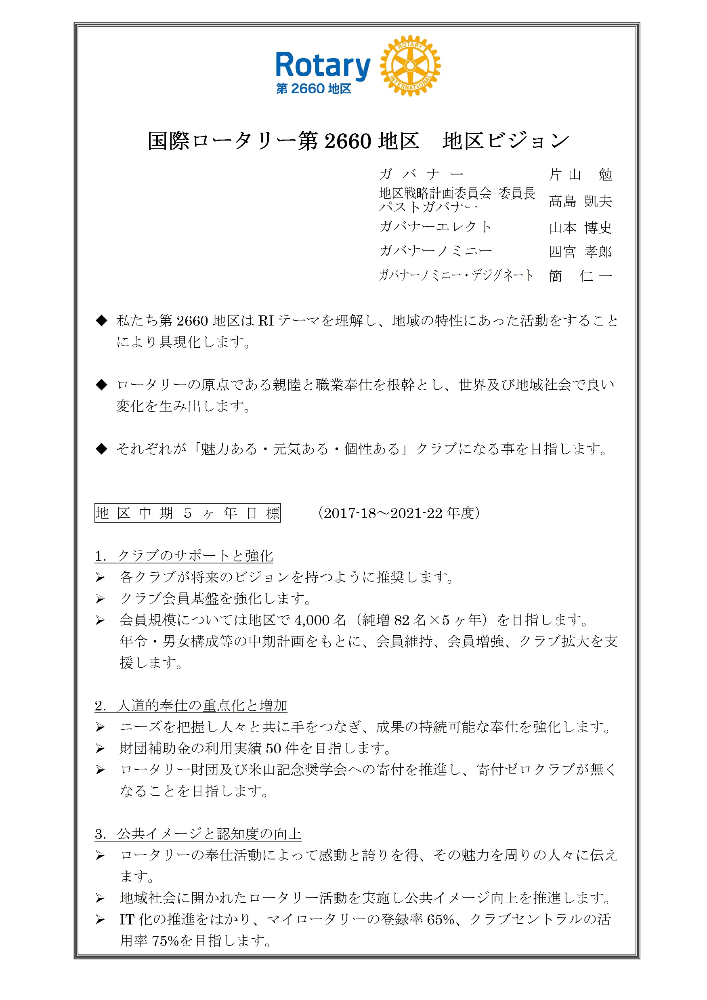 Rotary
第 2660 地区
ROTARY
INTERNATIONAL
国際ロータリー第 2660 地区　地区ビジョン
ガ バ ナ ー　片 山　勉
地区戦略計画委員会 委員長
パストガバナー　髙島 凱夫
ガバナーエレクト　山本 博史
ガバナーノミニー　四宮 孝郎
ガバナーノミニー・デジグネート　簡　仁 一
◆ 私たち第 2660 地区は RI テーマを理解し、地域の特性にあった活動をすること
により具現化します。
◆ ロータリーの原点である親睦と職業奉仕を根幹とし、世界及び地域社会で良い
変化を生み出します。
◆ それぞれが「魅力ある・元気ある・個性ある」クラブになる事を目指します。
地 区 中 期 ５ ヶ 年 目 標　（2017-18～2021-22 年度）
1. クラブのサポートと強化
➢ 各クラブが将来のビジョンを持つように推奨します。
➢ クラブ会員基盤を強化します。
➢ 会員規模については地区で 4,000 名（純増 82 名×5 ヶ年）を目指します。
年令・男女構成等の中期計画をもとに、会員維持、会員増強、クラブ拡大を支
援します。
2. 人道的奉仕の重点化と増加
➢ ニーズを把握し人々と共に手をつなぎ、成果の持続可能な奉仕を強化します。
➢ 財団補助金の利用実績 50 件を目指します。
➢ ロータリー財団及び米山記念奨学会への寄付を推進し、寄付ゼロクラブが無く
なることを目指します。
3. 公共イメージと認知度の向上
➢ ロータリーの奉仕活動によって感動と誇りを得、その魅力を周りの人々に伝え
ます。
➢ 地域社会に開かれたロータリー活動を実施し公共イメージ向上を推進します。
➢ IT 化の推進をはかり、マイロータリーの登録率 65%、クラブセントラルの活
用率 75%を目指します。